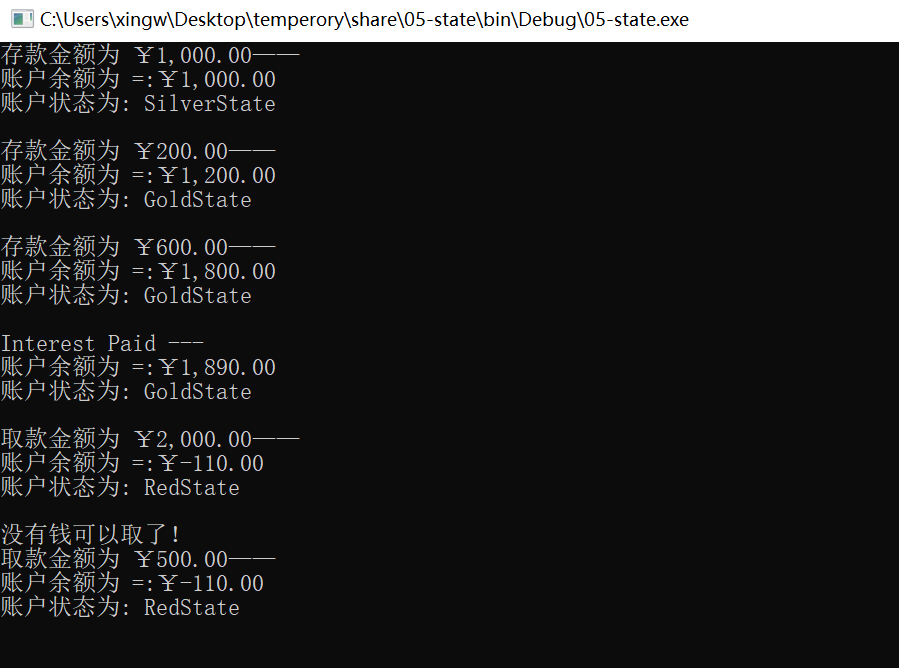 C:\Users\xingw\Desktop\temperory\share\05-state\bin\Debug\05-state.exe
存款金额为 ￥1,000.00——
账户余额为 =:￥1,000.00
账户状态为: SilverState
存款金额为 ￥200.00——
账户余额为 =:￥1,200.00
账户状态为: GoldState
存款金额为 ￥600.00——
账户余额为 =:￥1,800.00
账户状态为: GoldState
Interest Paid ---
账户余额为 =:￥1,890.00
账户状态为: GoldState
取款金额为 ￥2,000.00——
账户余额为 =:￥-110.00
账户状态为: RedState
没有钱可以取了!
取款金额为 ￥500.00——
账户余额为 =:￥-110.00
账户状态为: RedState